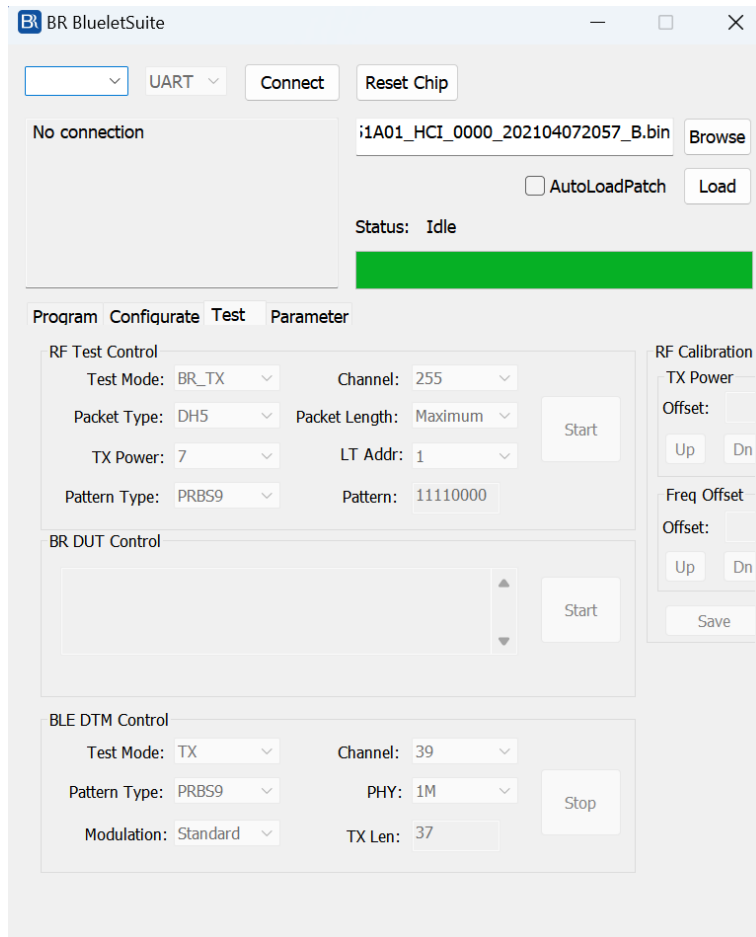 BR BR BlueletSuite
UART Connect Reset Chip
No connection
51A01_HCI_0000_202104072057_B.bin Browse
AutoLoadPatch Load
Status: Idle
Program Configurate Test Parameter
RF Test Control
Test Mode: BR_TX Channel: 255
Packet Type: DH5 Packet Length: Maximum
Start
TX Power: 7 LT Addr: 1
Pattern Type: PRBS9 Pattern: 11110000
RF Calibration
TX Power
Offset:
Up Dn
Freq Offset
Offset:
Up Dn
Save
BR DUT Control
Start
BLE DTM Control
Test Mode: TX Channel: 39
Pattern Type: PRBS9 PHY: 1M
Stop
Modulation: Standard TX Len: 37